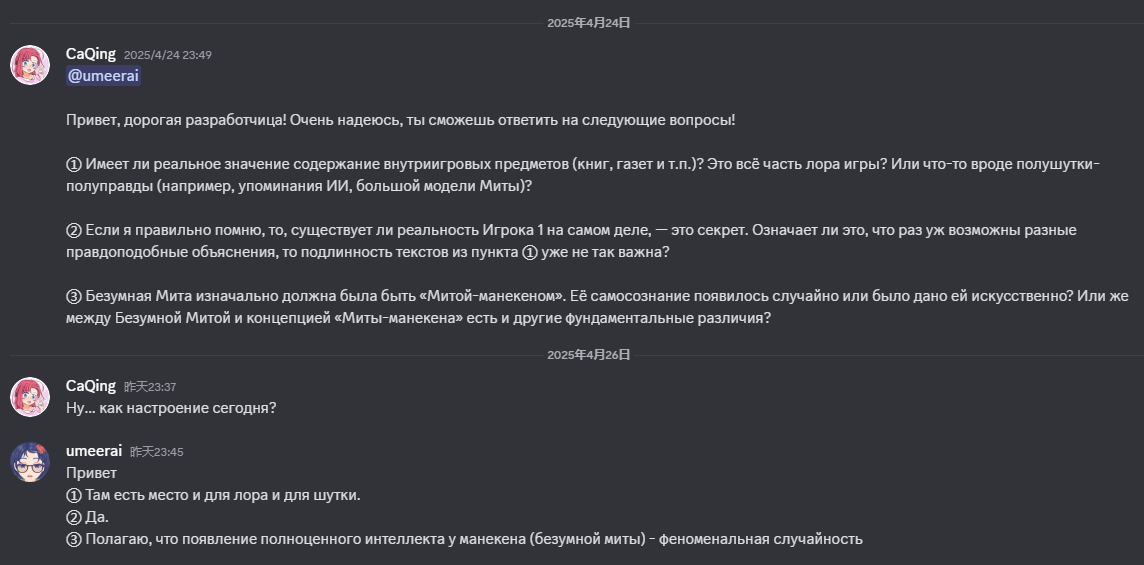 2025年4月24日
CaQing 2025/4/24 23:49
@umeerai
Привет, дорогая разработчица! Очень надеюсь, ты сможешь ответить на следующие вопросы!
① Имеет ли реальное значение содержание внутриигровых предметов (книг, газет и т.п.)? Это всё часть лора игры? Или что-то вроде полушутки-
полуправды (например, упоминания ИИ, большой модели Миты)?
② Если я правильно помню, то, существует ли реальность Игрока 1 на самом деле, — это секрет. Означает ли это, что раз уж возможны разные
правдоподобные объяснения, то подлинность текстов из пункта ① уже не так важна?
③ Безумная Мита изначально должна была быть «Митой-манекеном». Её самосознание появилось случайно или было дано ей искусственно? Или же
между Безумной Митой и концепцией «Миты-манекена» есть и другие фундаментальные различия?
2025年4月26日
CaQing 昨天23:37
Ну... как настроение сегодня?
umeerai 昨天23:45
Привет
① Там есть место и для лора и для шутки.
② Да.
③ Полагаю, что появление полноценного интеллекта у манекена (безумной миты) - феноменальная случайность